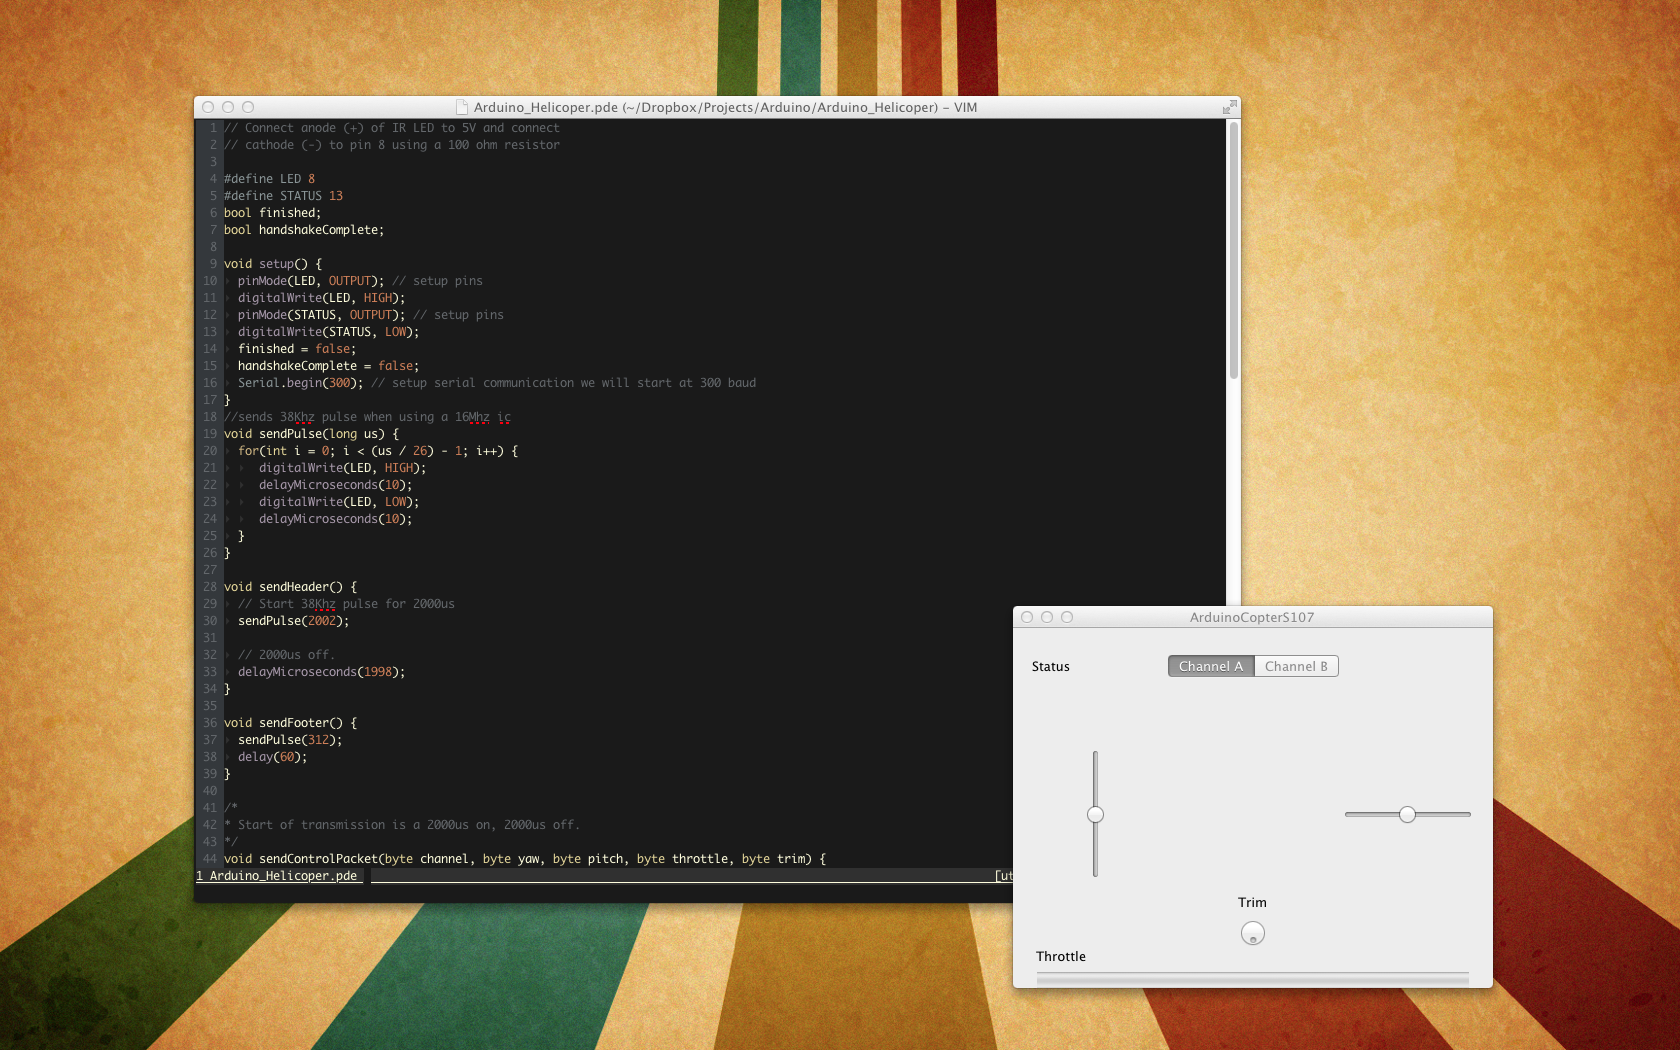 Arduino_Helicoper.pde (~/Dropbox/Projects/Arduino/Arduino_Helicoper) – VIM
1 // Connect anode (+) of IR LED to 5V and connect
2 // cathode (-) to pin 8 using a 100 ohm resistor
3
4 #define LED 8
5 #define STATUS 13
6 bool finished;
7 bool handshakeComplete;
8
9 void setup() {
10 pinMode(LED, OUTPUT); // setup pins
11 digitalWrite(LED, HIGH);
12 pinMode(STATUS, OUTPUT); // setup pins
13 digitalWrite(STATUS, LOW);
14 finished = false;
15 handshakeComplete = false;
16 Serial.begin(300); // setup serial communication we will start at 300 baud
17 }
18 //sends 38Khz pulse when using a 16Mhz ic
19 void sendPulse(long us) {
20 for(int i = 0; i < (us / 26) - 1; i++) {
21 digitalWrite(LED, HIGH);
22 delayMicroseconds(10);
23 digitalWrite(LED, LOW);
24 delayMicroseconds(10);
25 }
26 }
27
28 void sendHeader() {
29 // Start 38Khz pulse for 2000us
30 sendPulse(2002);
31
32 // 2000us off.
33 delayMicroseconds(1998);
34 }
35
36 void sendFooter() {
37 sendPulse(312);
38 delay(60);
39 }
40
41 /*
42 * Start of transmission is a 2000us on, 2000us off.
43 */
44 void sendControlPacket(byte channel, byte yaw, byte pitch, byte throttle, byte trim) {
1 Arduino_Helicoper.pde [ut
ArduinoCopterS107
Status Channel A Channel B
Trim
Throttle